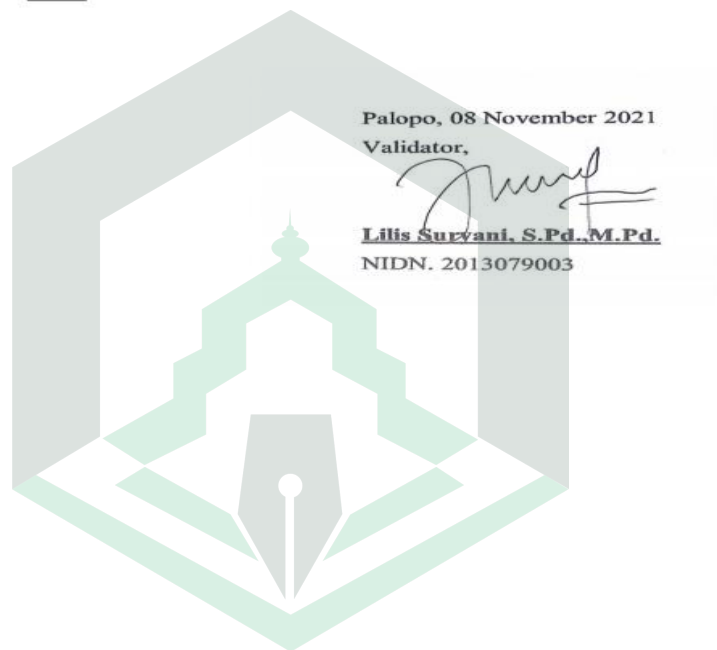 Palopo, 08 November 2021
Validator,
Lilis Suryani, S.Pd.,M.Pd.
NIDN. 2013079003